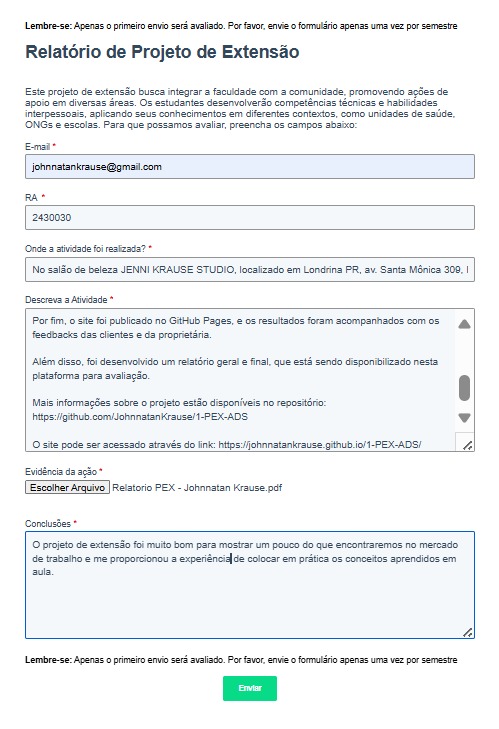 Lembre-se: Apenas o primeiro envio será avaliado. Por favor, envie o formulário apenas uma vez por semestre
Relatório de Projeto de Extensão
Este projeto de extensão busca integrar a faculdade com a comunidade, promovendo ações de
apoio em diversas áreas. Os estudantes desenvolverão competências técnicas e habilidades
interpessoais, aplicando seus conhecimentos em diferentes contextos, como unidades de saúde,
ONGs e escolas. Para que possamos avaliar, preencha os campos abaixo:
E-mail *
johnnatankrause@gmail.com
RA *
2430030
Onde a atividade foi realizada? *
No salão de beleza JENNI KRAUSE STUDIO, localizado em Londrina PR, av. Santa Mônica 309,
Descreva a Atividade *
Por fim, o site foi publicado no GitHub Pages, e os resultados foram acompanhados com os
feedbacks das clientes e da proprietária.
Além disso, foi desenvolvido um relatório geral e final, que está sendo disponibilizado nesta
plataforma para avaliação.
Mais informações sobre o projeto estão disponíveis no repositório:
https://github.com/JohnnatanKrause/1-PEX-ADS
O site pode ser acessado através do link: https://johnnatankrause.github.io/1-PEX-ADS/
Evidência da ação *
Escolher Arquivo Relatorio PEX - Johnnatan Krause.pdf
Conclusões *
O projeto de extensão foi muito bom para mostrar um pouco do que encontraremos no mercado
de trabalho e me proporcionou a experiência de colocar em prática os conceitos aprendidos em
aula.
Lembre-se: Apenas o primeiro envio será avaliado. Por favor, envie o formulário apenas uma vez por semestre
Enviar